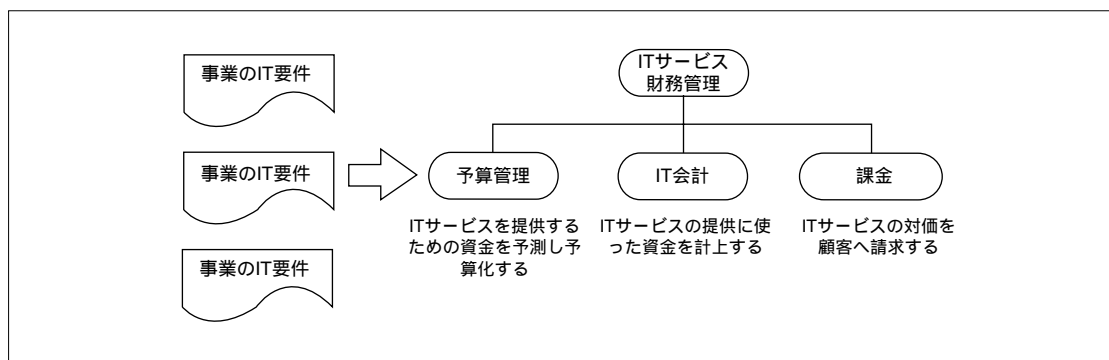 事業のIT要件
事業のIT要件
事業のIT要件
ITサービス
財務管理
予算管理
IT会計
課金
ITサービスを提供する
ための資金を予測し予
算化する
ITサービスの提供に使
った資金を計上する
ITサービスの対価を
顧客へ請求する